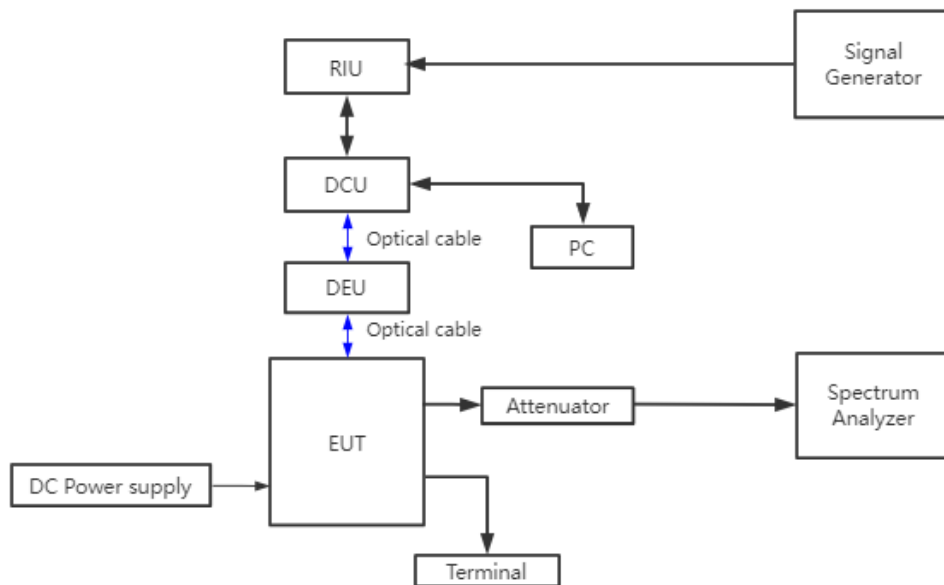 Signal
Generator
RIU
DCU
Optical cable
PC
DEU
Optical cable
Attenuator
Spectrum
Analyzer
EUT
DC Power supply
Terminal